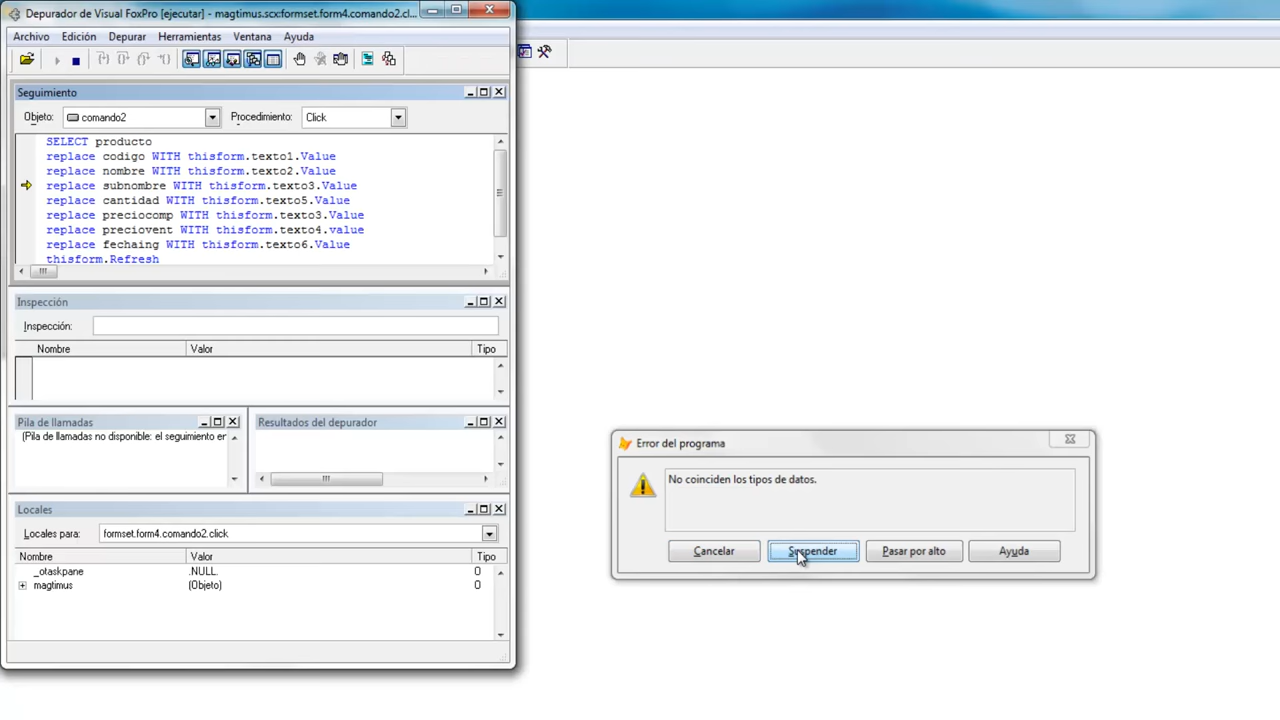 Depurador de Visual FoxPro [ejecutar] - magtimus.scx:formset.form4.comando2.cl...
Archivo Edición Depurar Herramientas Ventana Ayuda
Seguimiento
Objeto: comando2 Procedimiento: Click
SELECT producto
replace codigo WITH thisform.texto1.Value
replace nombre WITH thisform.texto2.Value
replace subnombre WITH thisform.texto3.Value
replace cantidad WITH thisform.texto5.Value
replace preciocomp WITH thisform.texto3.Value
replace preciovent WITH thisform.texto4.value
replace fechaing WITH thisform.texto6.Value
thisform.Refresh
Inspección
Inspección:
Nombre Valor Tipo
Pila de llamadas
(Pila de llamadas no disponible: el seguimiento er
Resultados del depurador
Locales
Locales para: formset.form4.comando2.click
Nombre Valor Tipo
_otaskpane .NULL. O
magtimus (Objeto) O
Error del programa
No coinciden los tipos de datos.
Cancelar Suspender Pasar por alto Ayuda